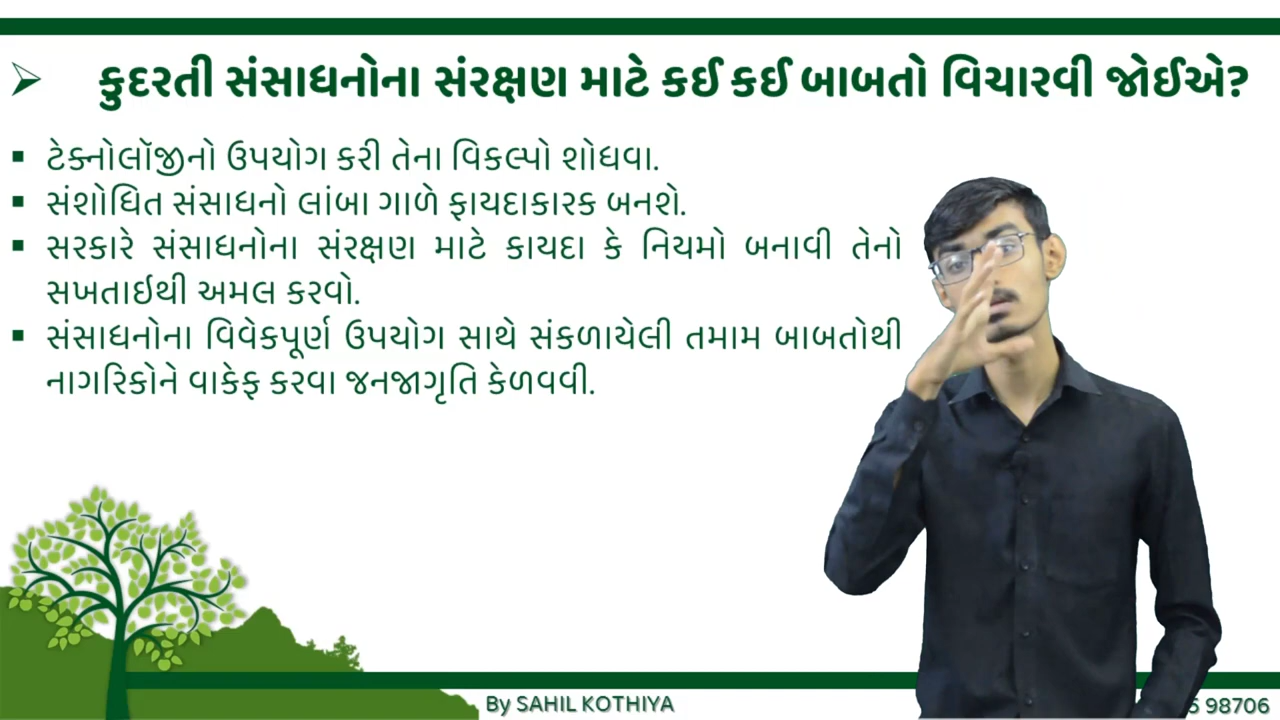 કુદરતી સંસાધનોના સંરક્ષણ માટે કઈ કઈ બાબતો વિચારવી જોઈએ?
ટેક્નોલૉજીનો ઉપયોગ કરી તેના વિકલ્પો શોધવા.
સંશોધિત સંસાધનો લાંબા ગાળે ફાયદાકારક બનશે.
સરકારે સંસાધનોના સંરક્ષણ માટે કાયદા કે નિયમો બનાવી તેનો
સખતાઇથી અમલ કરવો.
સંસાધનોના વિવેકપૂર્ણ ઉપયોગ સાથે સંકળાયેલી તમામ બાબતોથી
નાગરિકોને વાકેફ કરવા જનજાગૃતિ કેળવવી.
By SAHIL KOTHIYA
98706